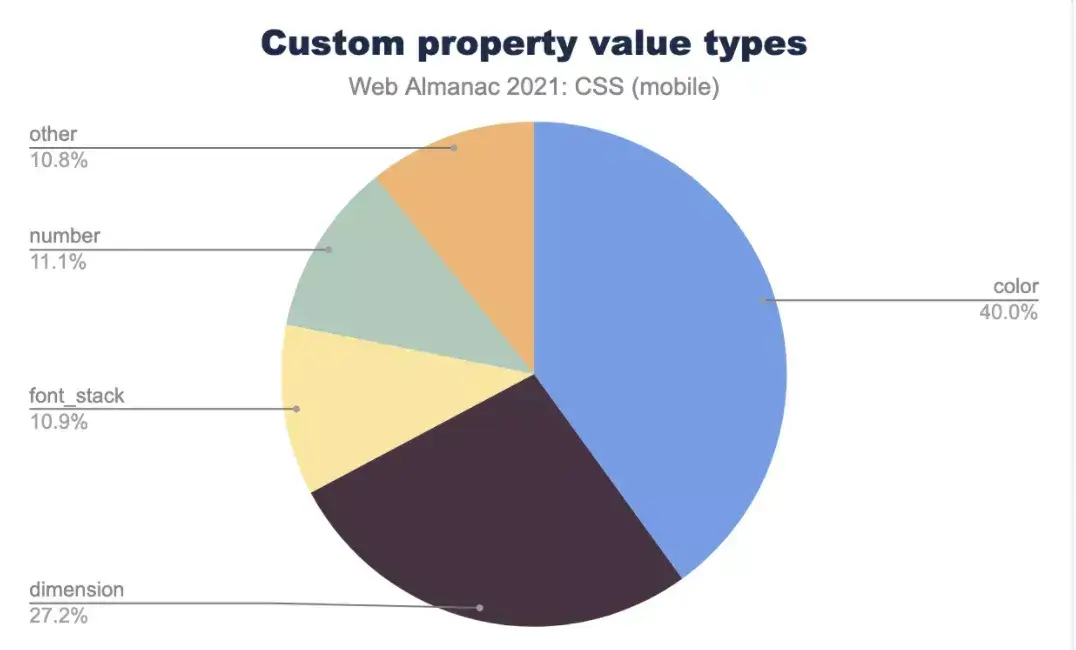 Custom property value types
Web Almanac 2021: CSS (mobile)
other
10.8%
number
11.1%
color
40.0%
font_stack
10.9%
dimension
27.2%